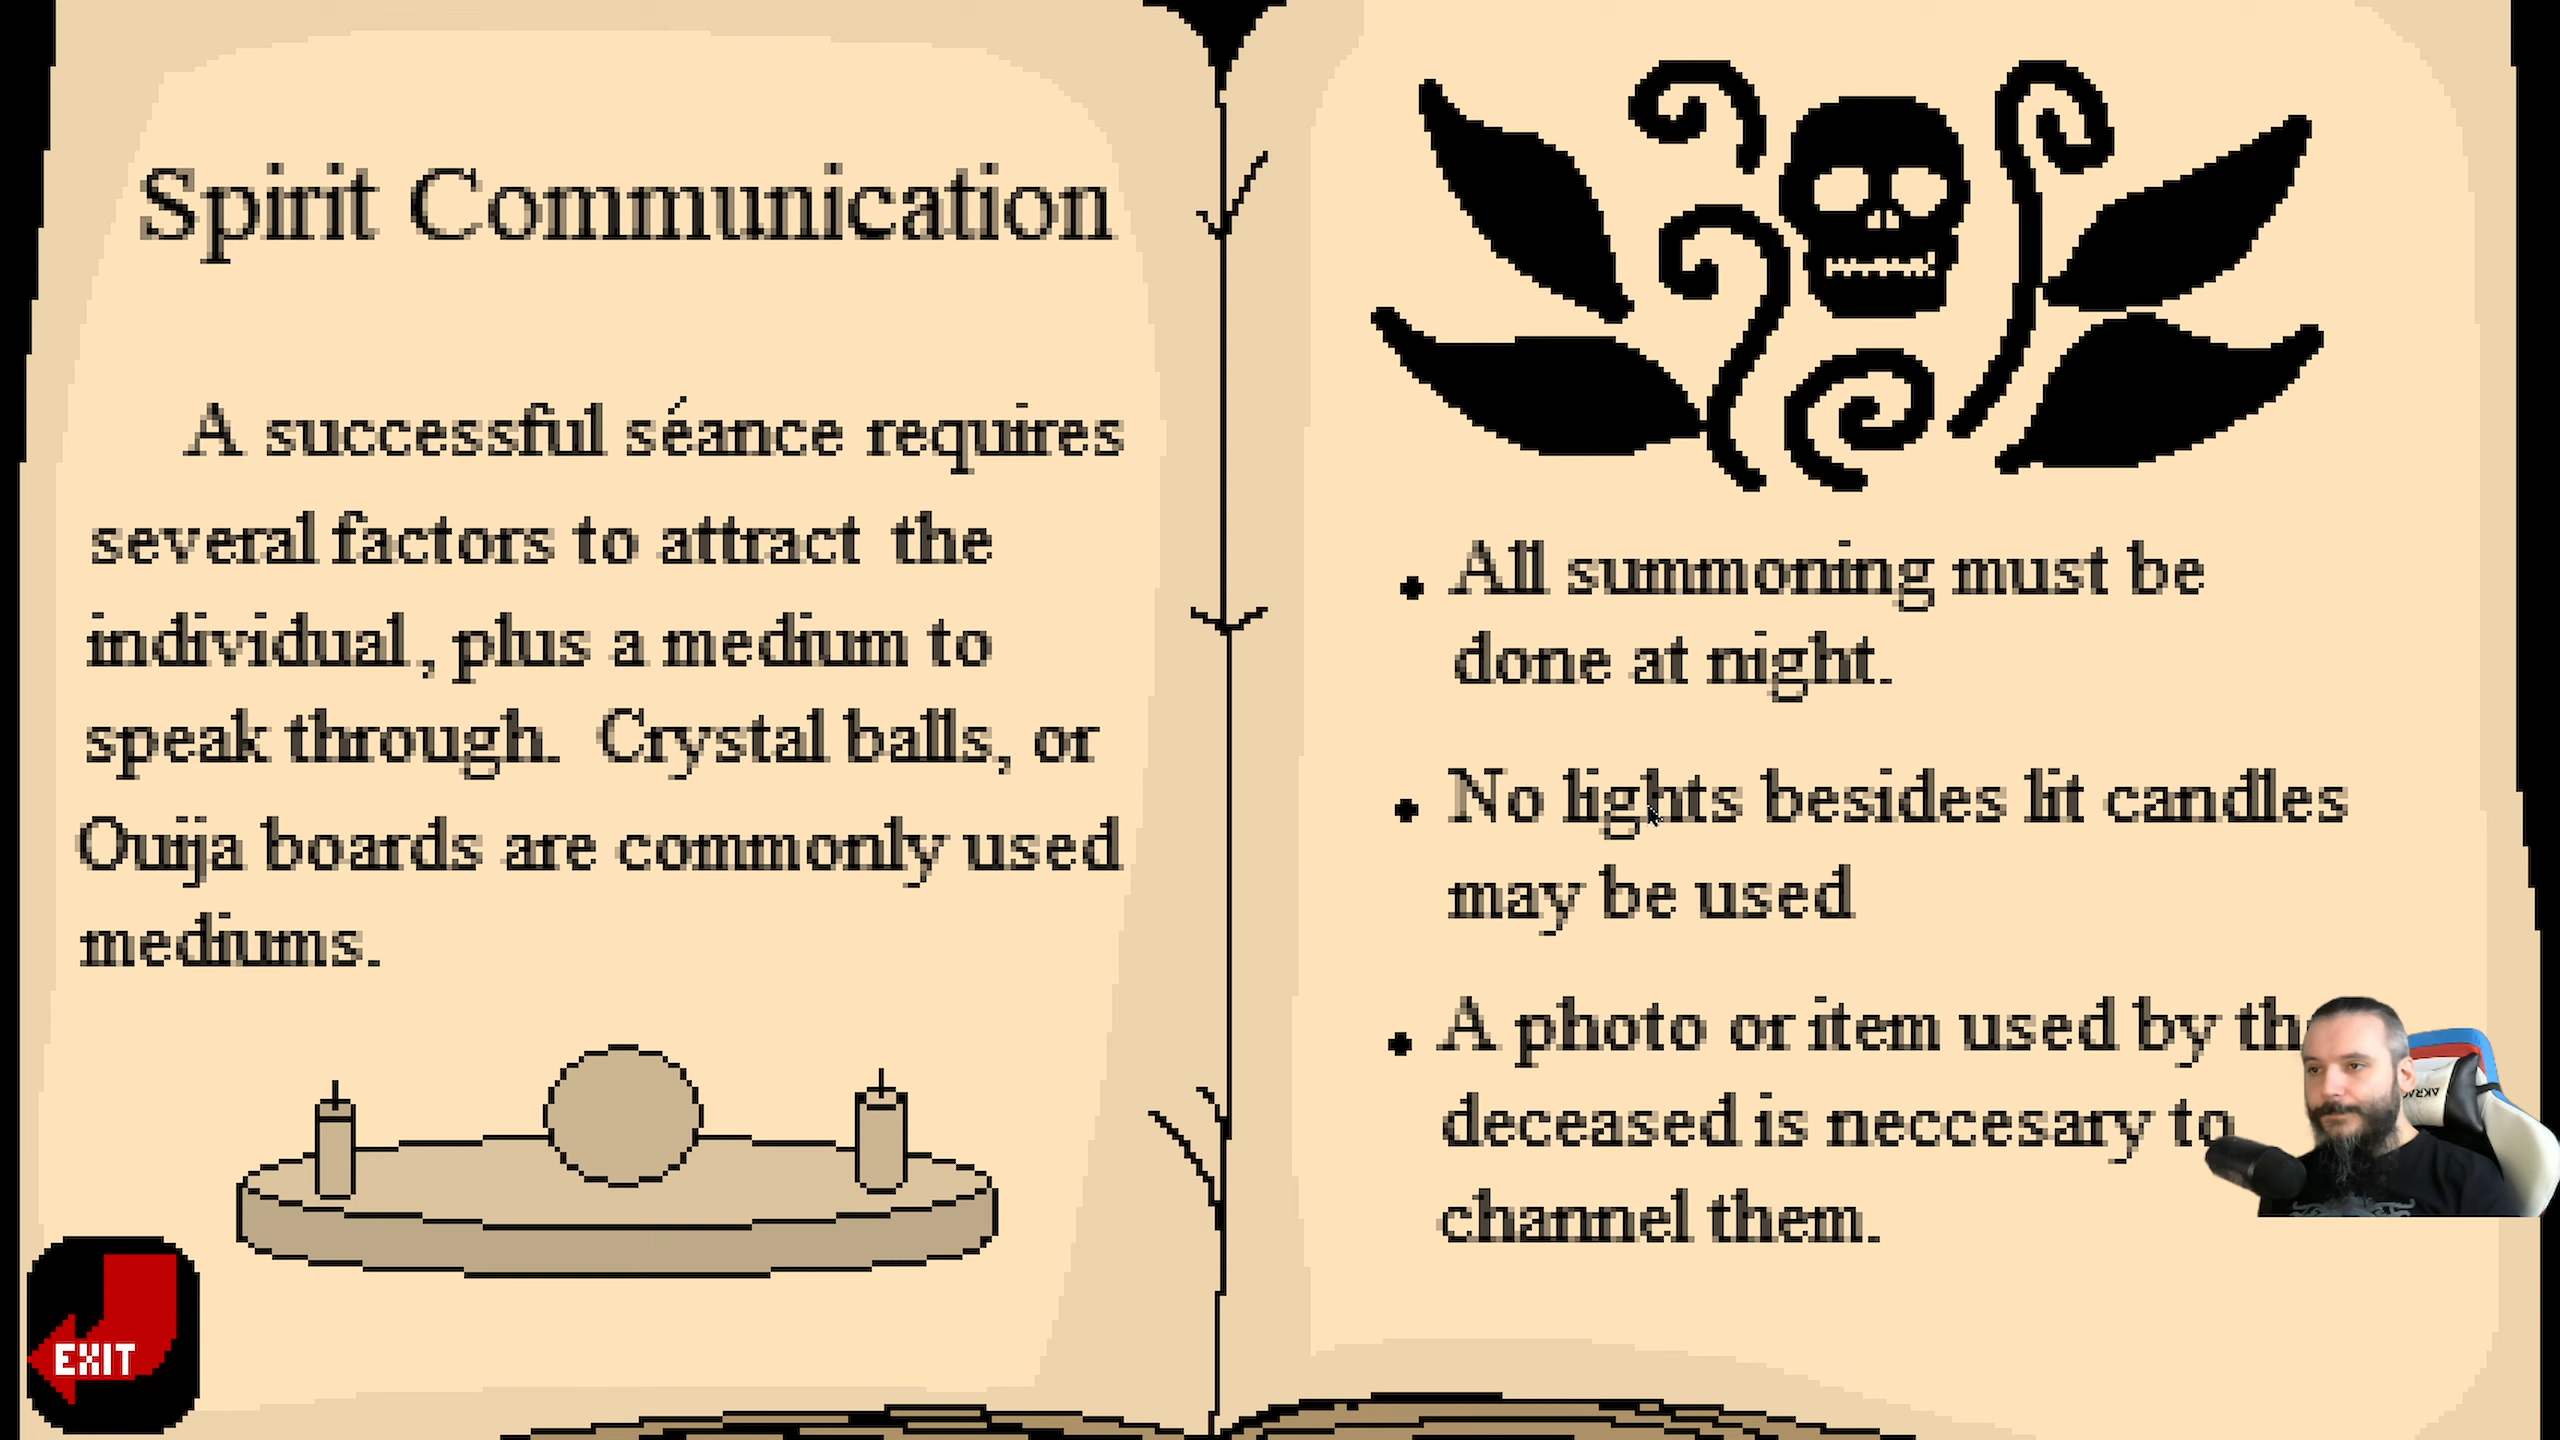 Spirit Communication
A successful séance requires
several factors to attract the
individual, plus a medium to
speak through. Crystal balls, or
Ouija boards are commonly used
mediums.
• All summoning must be
done at night.
• No lights besides lit candles
may be used
• A photo or item used by
deceased is neccesary to
channel them.
EXIT